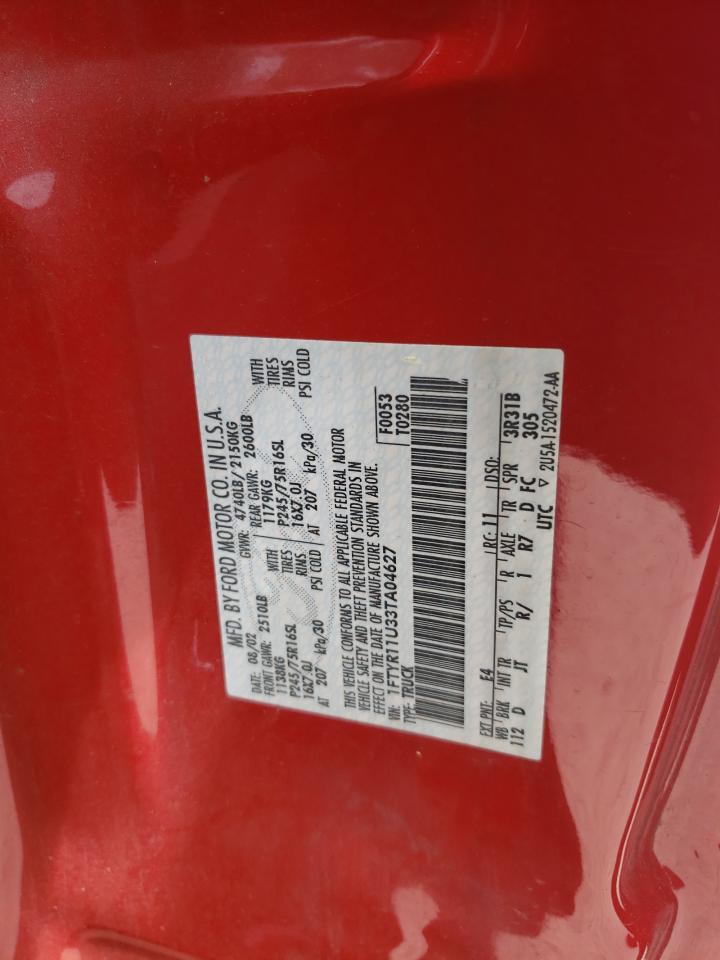 MFD. BY FORD MOTOR CO. IN U.S.A.
DATE: 08/02 GVWR: 4740LB/ 2150KG
FRONT GAWR: 2510LB REAR GAWR: 2600LB
1138KG WITH 1179KG WITH
P245/75R16SL TIRES P245/75R16SL TIRES
16X7.0J RIMS 16X7.0J RIMS
AT 207 kPa/30 PSI COLD AT 207 kPa/30 PSI COLD
THIS VEHICLE CONFORMS TO ALL APPLICABLE FEDERAL MOTOR
VEHICLE SAFETY AND THEFT PREVENTION STANDARDS IN
EFFECT ON THE DATE OF MANUFACTURE SHOWN ABOVE.
VIN: 1FTYR11U33TA04627 F0053
TYPE: TRUCK T0280
EXT PNT: E4 RC: 11 DSO:
WB BRK INT TR TP/PS R AXLE TR SPR 3R31B
112 D JT R/ 1 R7 D FC 305
UTC ▽ 2U5A-1520472-AA